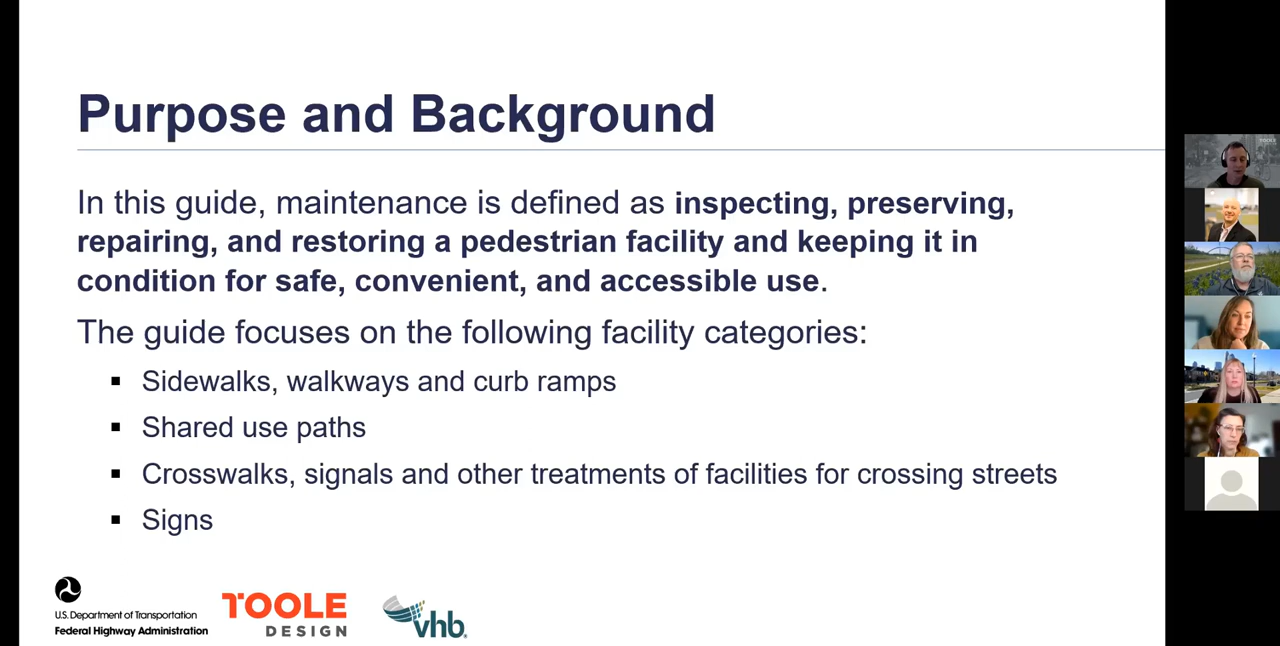 Purpose and Background
In this guide, maintenance is defined as inspecting, preserving,
repairing, and restoring a pedestrian facility and keeping it in
condition for safe, convenient, and accessible use.
The guide focuses on the following facility categories:
Sidewalks, walkways and curb ramps
Shared use paths
Crosswalks, signals and other treatments of facilities for crossing streets
Signs
U.S. Department of Transportation
Federal Highway Administration
TOOLE
DESIGN
vhb
TOOLE